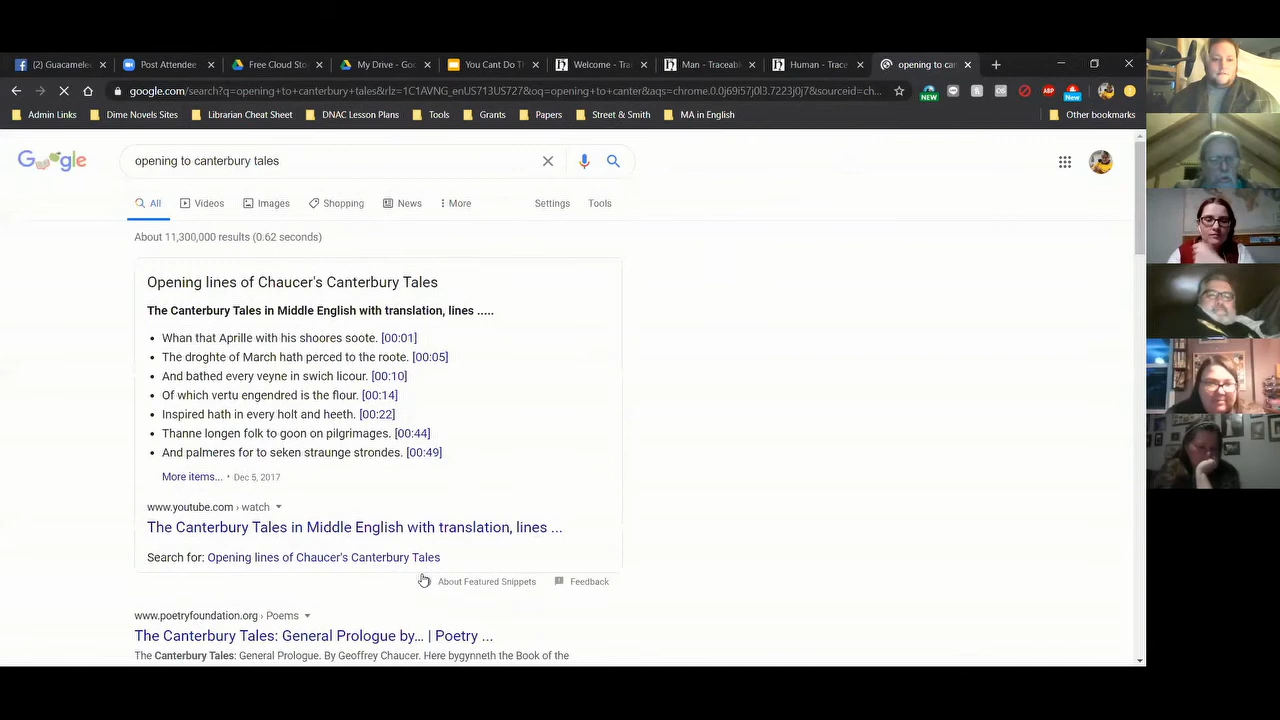 (2) Guacamele
Post Attendee
Free Cloud Sto
My Drive - Go
You Cant Do T
Welcome - Tra
Man - Traceab
Human - Trace
opening to can
google.com/search?q=opening+to+canterbury+tales&rlz=1C1AVNG_enUS713US727&oq=opening+to+canter&aqs=chrome.0.0j69i57j0l3.7223j0j7&sourceid=ch...
NEW
ABP
New
Admin Links
Dime Novels Sites
Librarian Cheat Sheet
DNAC Lesson Plans
Tools
Grants
Papers
Street & Smith
MA in English
Other bookmarks
Google
opening to canterbury tales
All
Videos
Images
Shopping
News
More
Settings
Tools
About 11,300,000 results (0.62 seconds)
Opening lines of Chaucer's Canterbury Tales
The Canterbury Tales in Middle English with translation, lines .....
Whan that Aprille with his shoores soote. [00:01]
The droghte of March hath perced to the roote. [00:05]
And bathed every veyne in swich licour. [00:10]
Of which vertu engendred is the flour. [00:14]
Inspired hath in every holt and heeth. [00:22]
Thanne longen folk to goon on pilgrimages. [00:44]
And palmeres for to seken straunge strondes. [00:49]
More items... • Dec 5, 2017
www.youtube.com › watch
The Canterbury Tales in Middle English with translation, lines ...
Search for: Opening lines of Chaucer's Canterbury Tales
About Featured Snippets
Feedback
www.poetryfoundation.org › Poems
The Canterbury Tales: General Prologue by… | Poetry ...
The Canterbury Tales: General Prologue. By Geoffrey Chaucer. Here bygynneth the Book of the